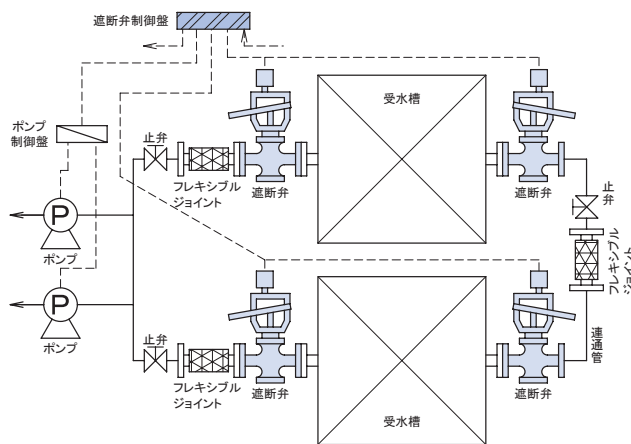 遮断弁制御盤
ポンプ
制御盤
止弁
フレキシブル
ジョイント
遮断弁
受水槽
遮断弁
止弁
フレキシブル
ジョイント
連通管
P
ポンプ
P
ポンプ
止弁
フレキシブル
ジョイント
遮断弁
受水槽
遮断弁